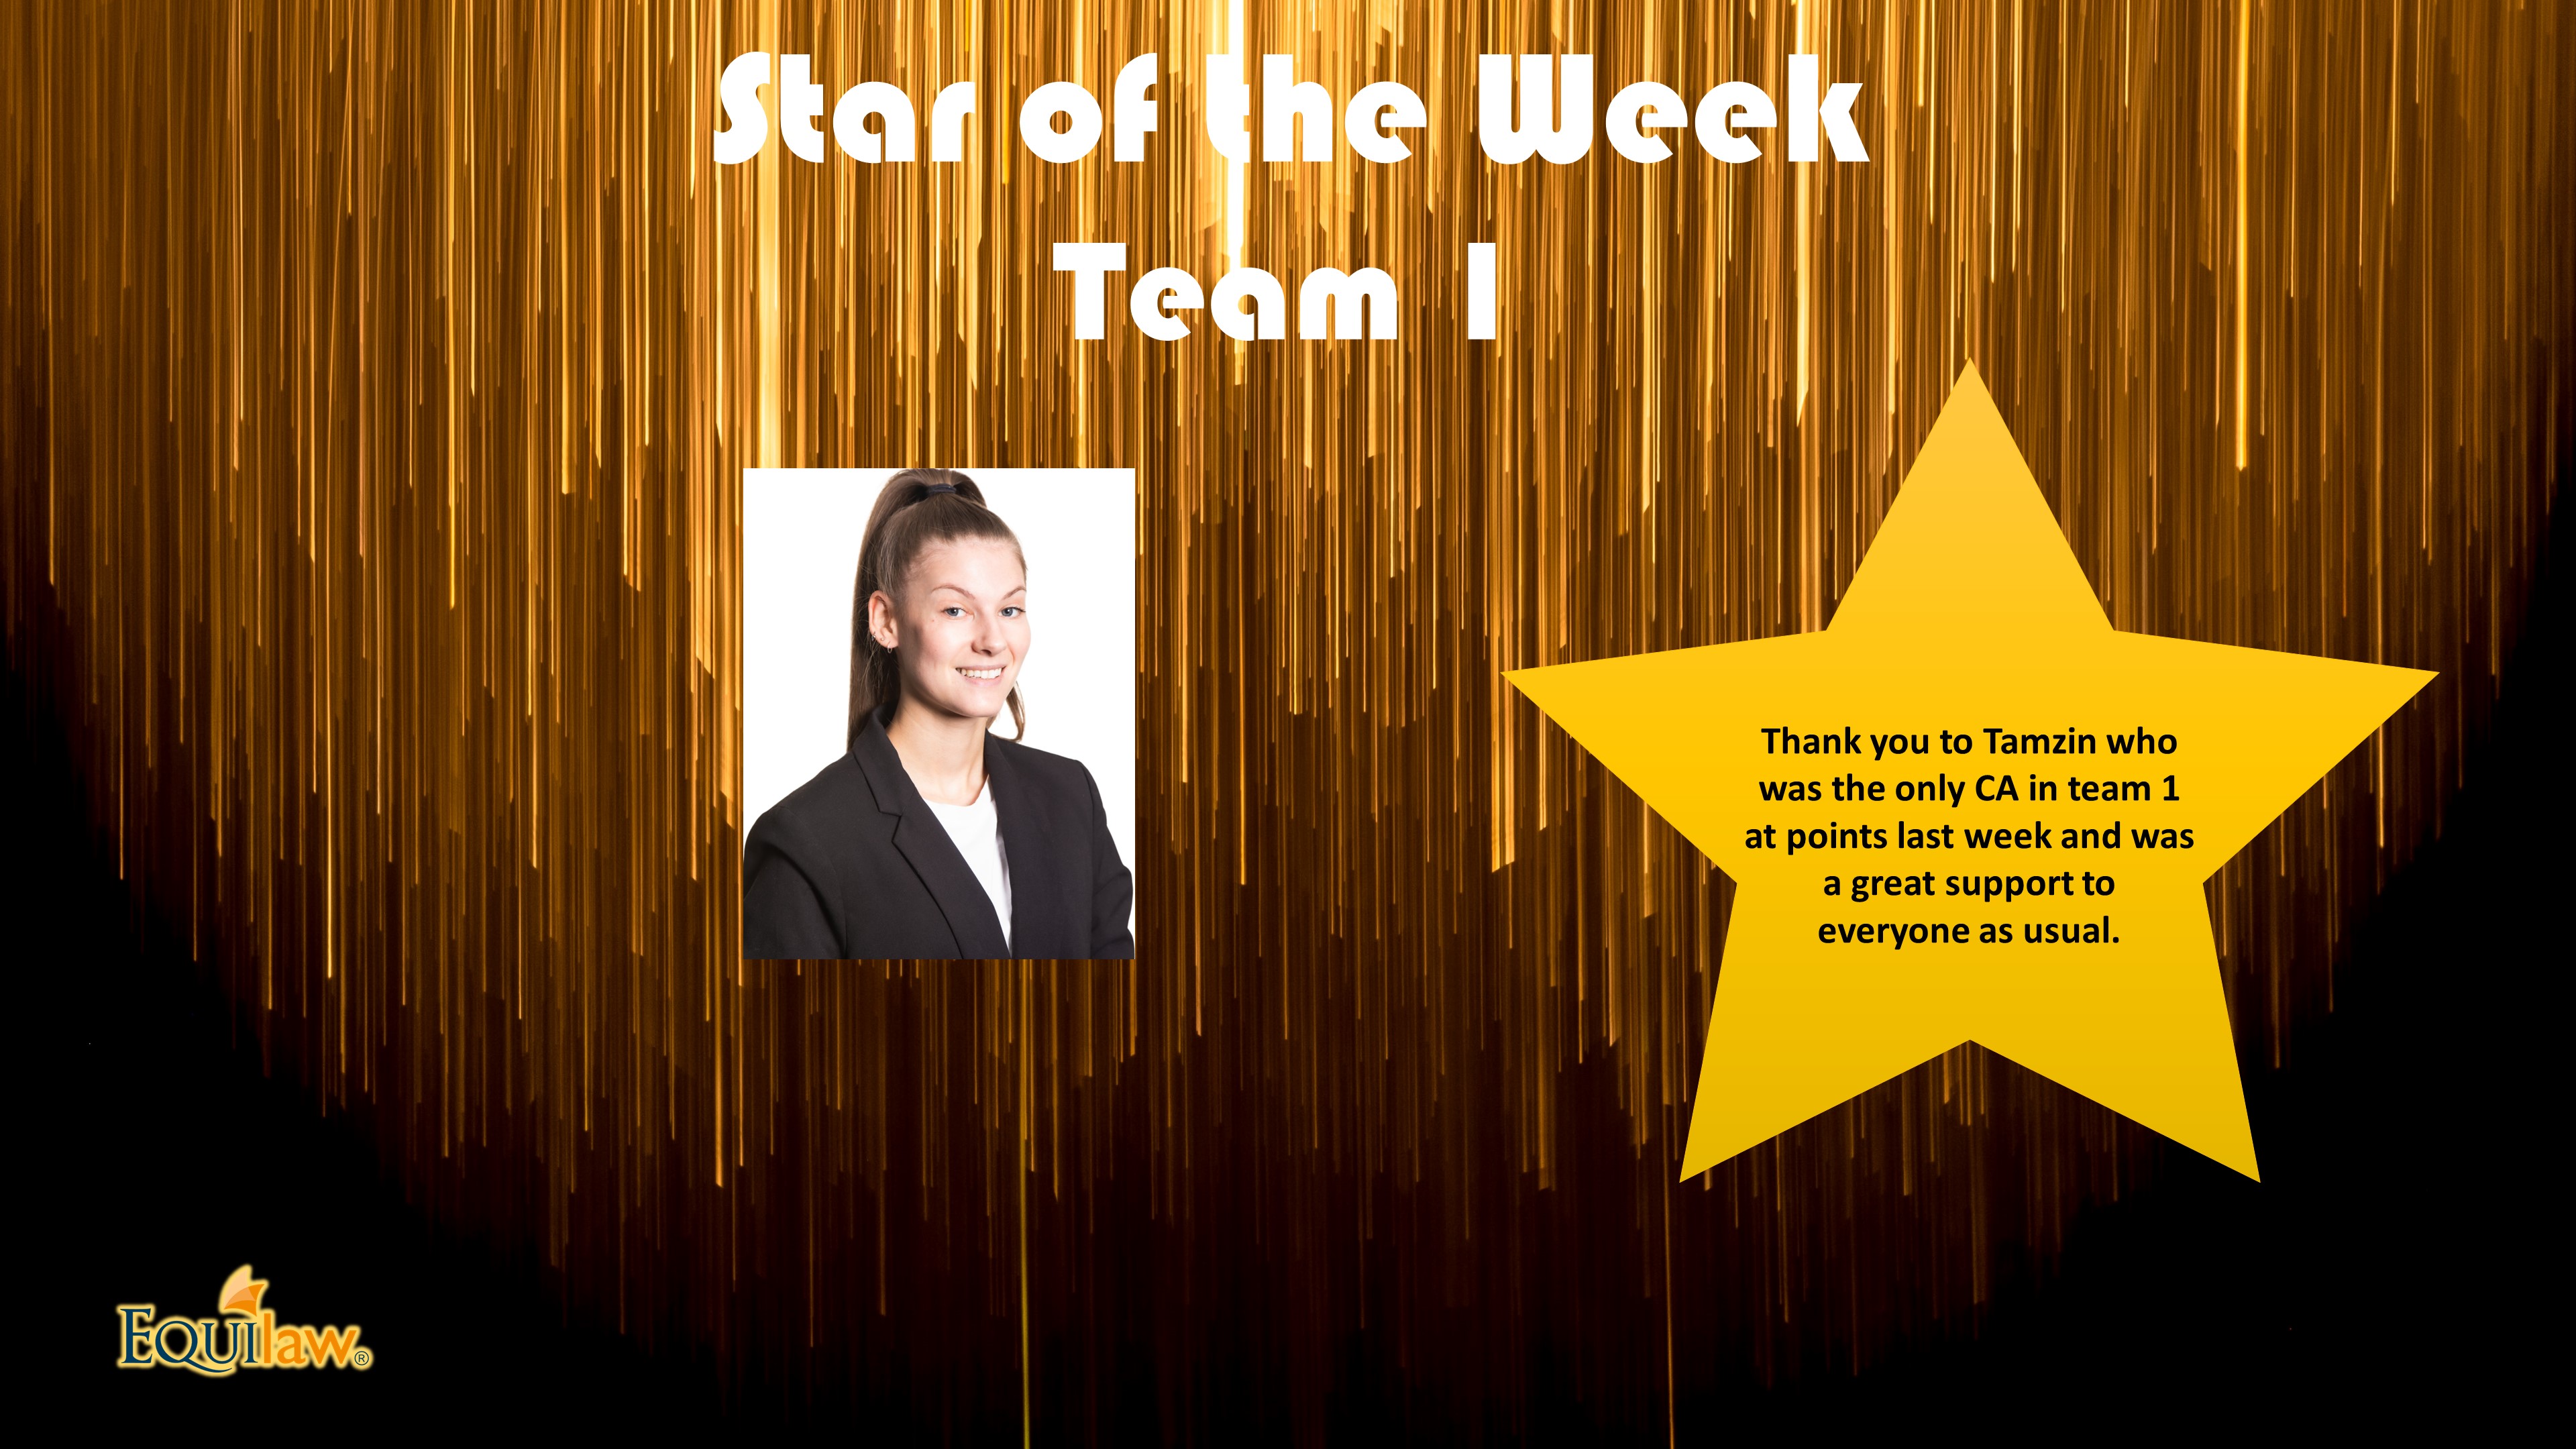 Star of the Week
Team 1
Thank you to Tamzin who
was the only CA in team 1
at points last week and was
a great support to
everyone as usual.
EQUIlaw®